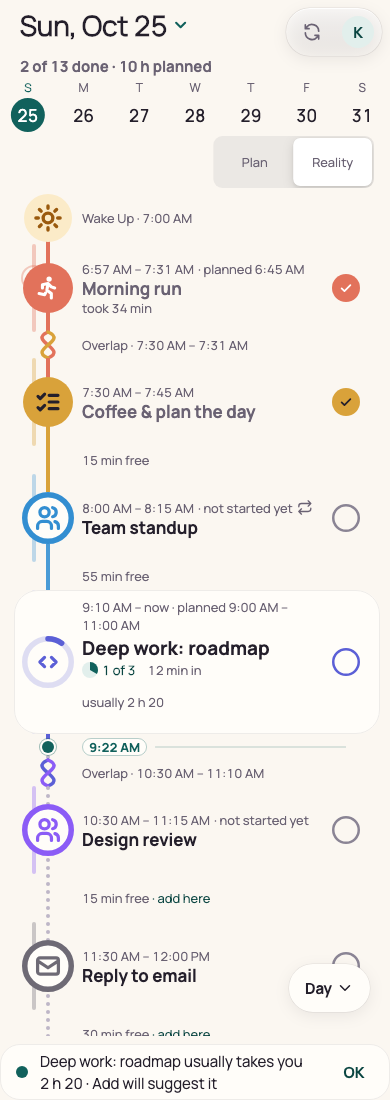 Sun, Oct 25
K
2 of 13 done · 10 h planned
S M T W T F S
25 26 27 28 29 30 31
Plan Reality
Wake Up · 7:00 AM
6:57 AM – 7:31 AM · planned 6:45 AM
Morning run
took 34 min
Overlap · 7:30 AM – 7:31 AM
7:30 AM – 7:45 AM
Coffee & plan the day
15 min free
8:00 AM – 8:15 AM · not started yet
Team standup
55 min free
9:10 AM – now · planned 9:00 AM –
11:00 AM
Deep work: roadmap
1 of 3 12 min in
usually 2 h 20
9:22 AM
Overlap · 10:30 AM – 11:10 AM
10:30 AM – 11:15 AM · not started yet
Design review
15 min free · add here
11:30 AM – 12:00 PM
Reply to email
Day
30 min free · add here
Deep work: roadmap usually takes you
2 h 20 · Add will suggest it
OK